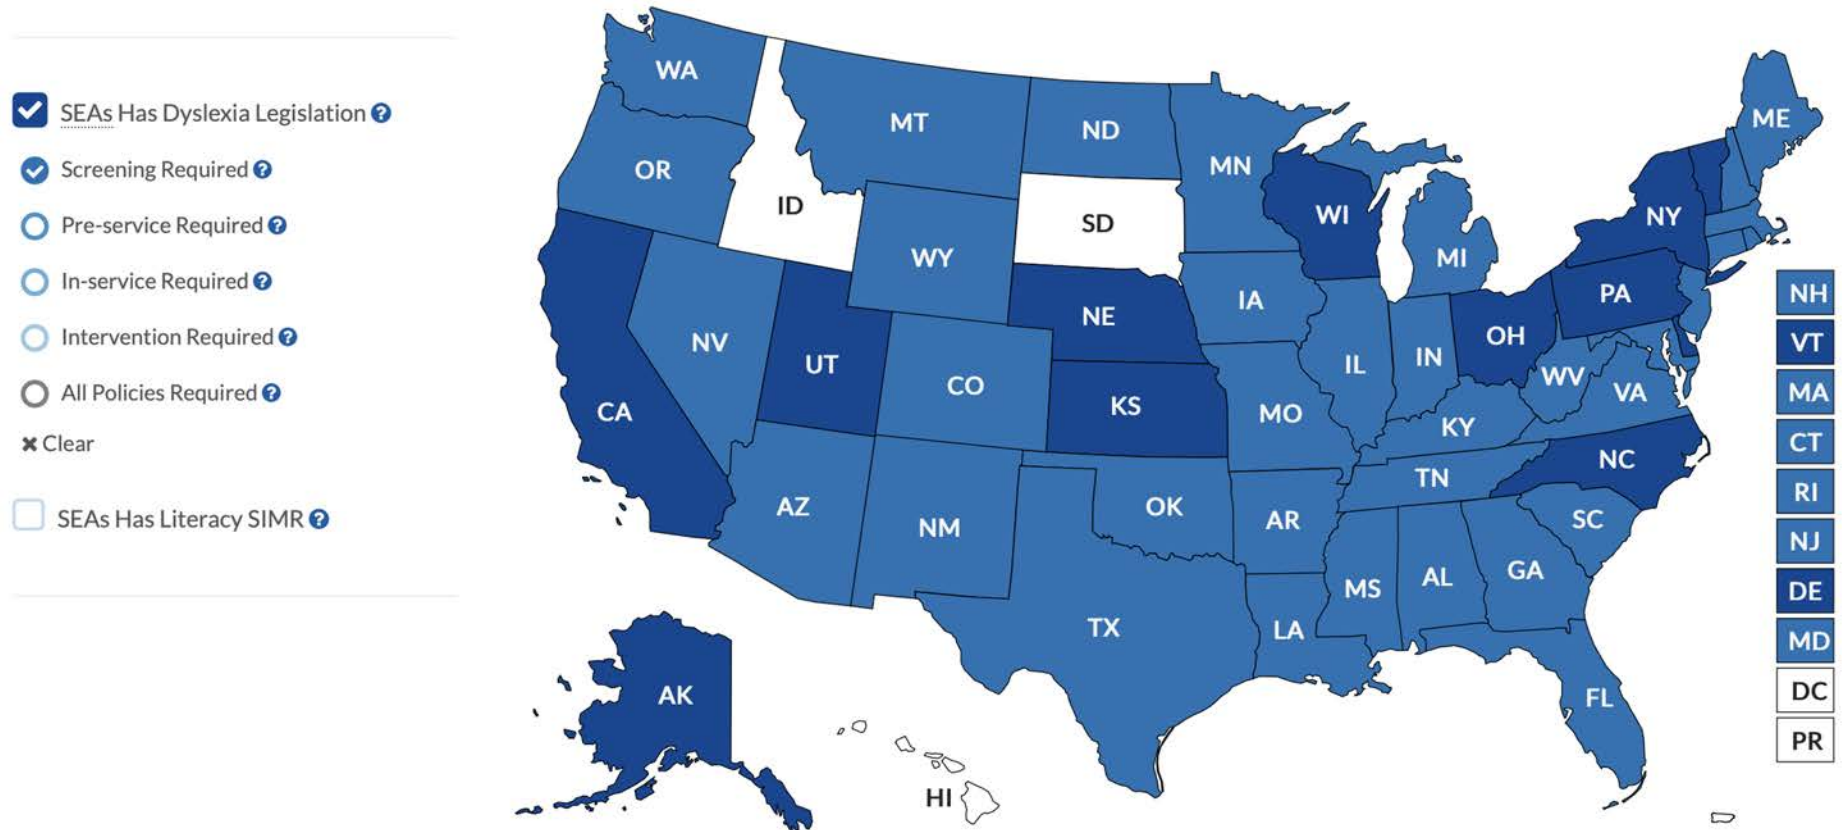 SEAs Has Dyslexia Legislation ?
Screening Required ?
Pre-service Required ?
In-service Required ?
Intervention Required ?
All Policies Required ?
✖ Clear
SEAs Has Literacy SIMR ?
WA
MT
ND
MN
ME
OR
ID
SD
WI
NY
WY
MI
NE
IA
PA
NV
UT
CO
KS
IL
IN
OH
WV
VA
CA
MO
KY
NC
AZ
NM
OK
AR
TN
SC
MS
AL
GA
TX
LA
AK
FL
HI
NH
VT
MA
CT
RI
NJ
DE
MD
DC
PR